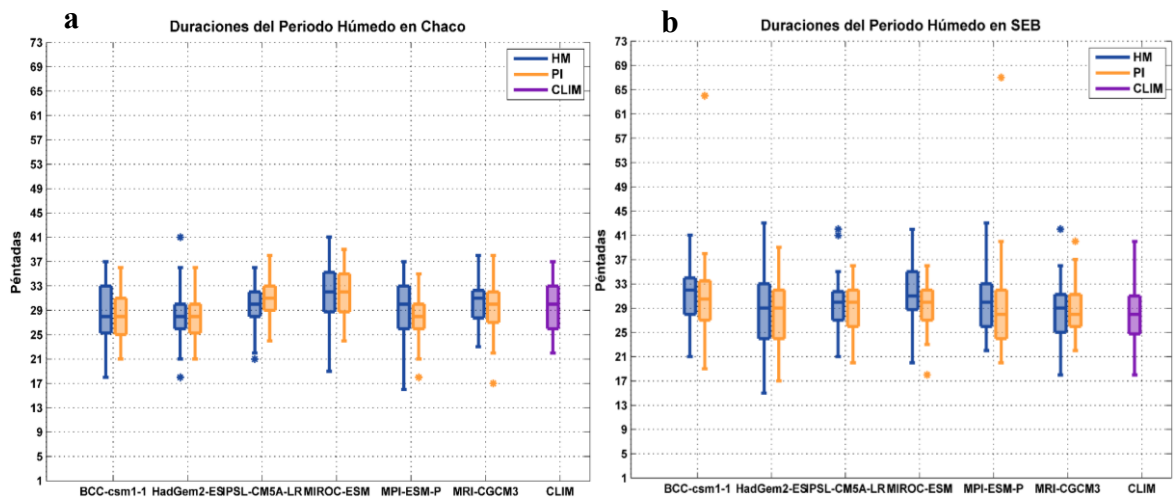 a
Duraciones del Periodo Húmedo en Chaco
HM
PI
CLIM
Péntadas
73
69
65
61
57
53
49
45
41
37
33
29
25
21
17
13
9
5
1
BCC-csm1-1 HadGem2-ES IPSL-CM5A-LR MIROC-ESM MPI-ESM-P MRI-CGCM3 CLIM
b
Duraciones del Periodo Húmedo en SEB
HM
PI
CLIM
Péntadas
73
69
65
61
57
53
49
45
41
37
33
29
25
21
17
13
9
5
1
BCC-csm1-1 HadGem2-ES IPSL-CM5A-LR MIROC-ESM MPI-ESM-P MRI-CGCM3 CLIM